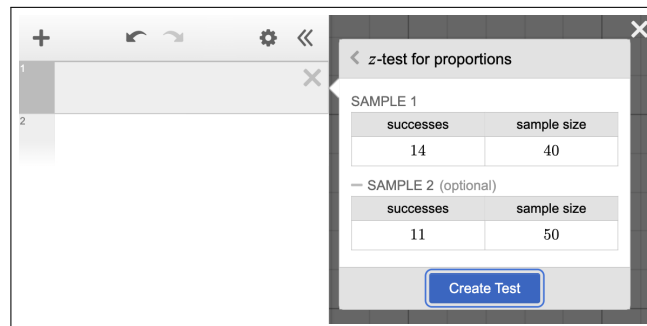 1
2
z-test for proportions
SAMPLE 1
successes sample size
14 40
SAMPLE 2 (optional)
successes sample size
11 50
Create Test